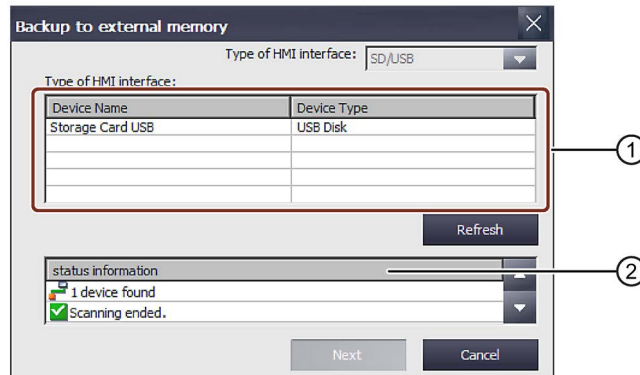 Backup to external memory
Type of HMI interface: SD/USB
Type of HMI interface:
Device Name Device Type
Storage Card USB USB Disk
1
Refresh
status information
2
1 device found
Scanning ended.
Next Cancel